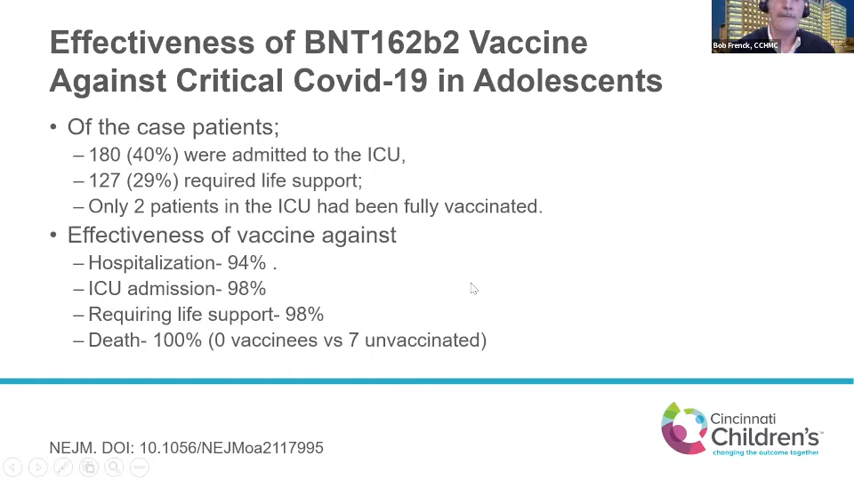 Effectiveness of BNT162b2 Vaccine
Against Critical Covid-19 in Adolescents
• Of the case patients;
– 180 (40%) were admitted to the ICU,
– 127 (29%) required life support;
– Only 2 patients in the ICU had been fully vaccinated.
• Effectiveness of vaccine against
– Hospitalization- 94% .
– ICU admission- 98%
– Requiring life support- 98%
– Death- 100% (0 vaccinees vs 7 unvaccinated)
NEJM. DOI: 10.1056/NEJMoa2117995
Cincinnati
Children's™
changing the outcome together
Bob Frenck, CCHMC